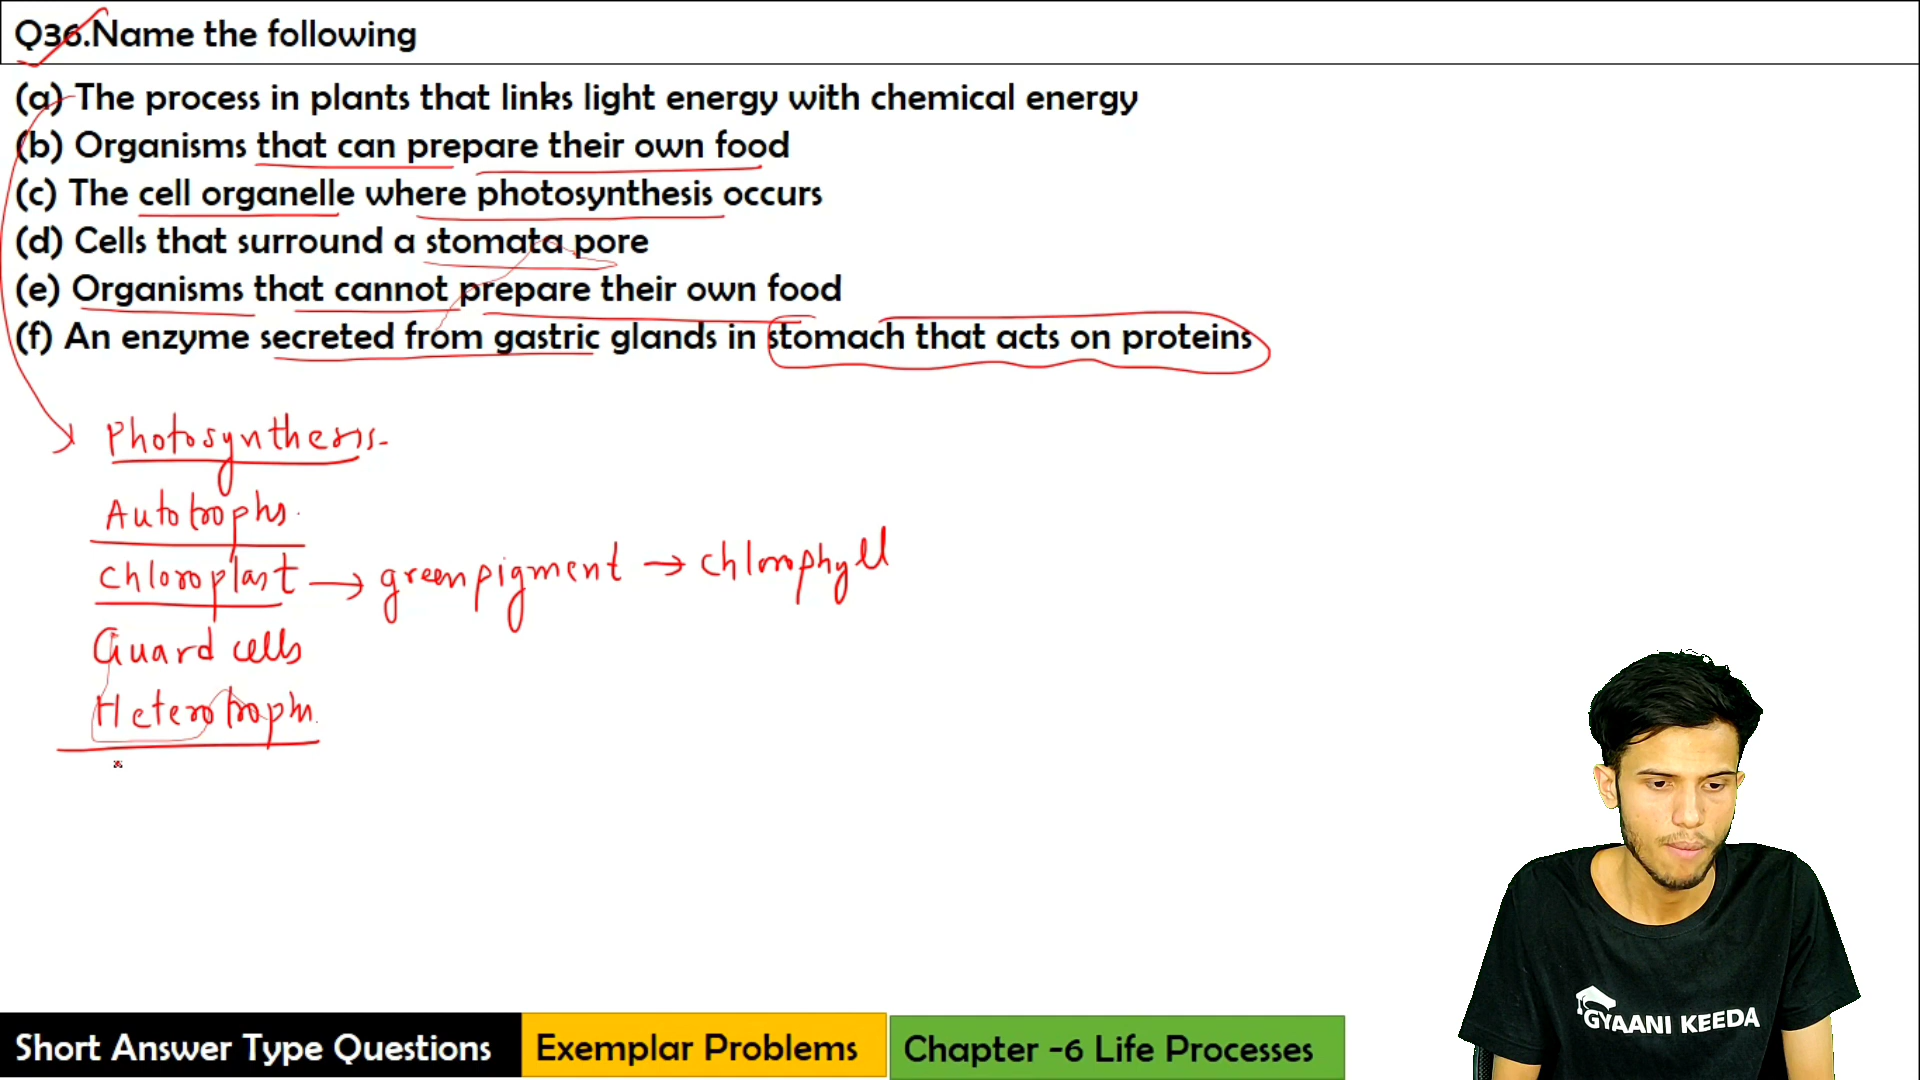 Q36.Name the following
(a) The process in plants that links light energy with chemical energy
(b) Organisms that can prepare their own food
(c) The cell organelle where photosynthesis occurs
(d) Cells that surround a stomata pore
(e) Organisms that cannot prepare their own food
(f) An enzyme secreted from gastric glands in stomach that acts on proteins
Photosynthesis-
Autotrophs.
Chloroplast → green pigment → chlorophyll
Guard cells
Heterotrophs.
GYAANI KEEDA
Short Answer Type Questions Exemplar Problems Chapter -6 Life Processes